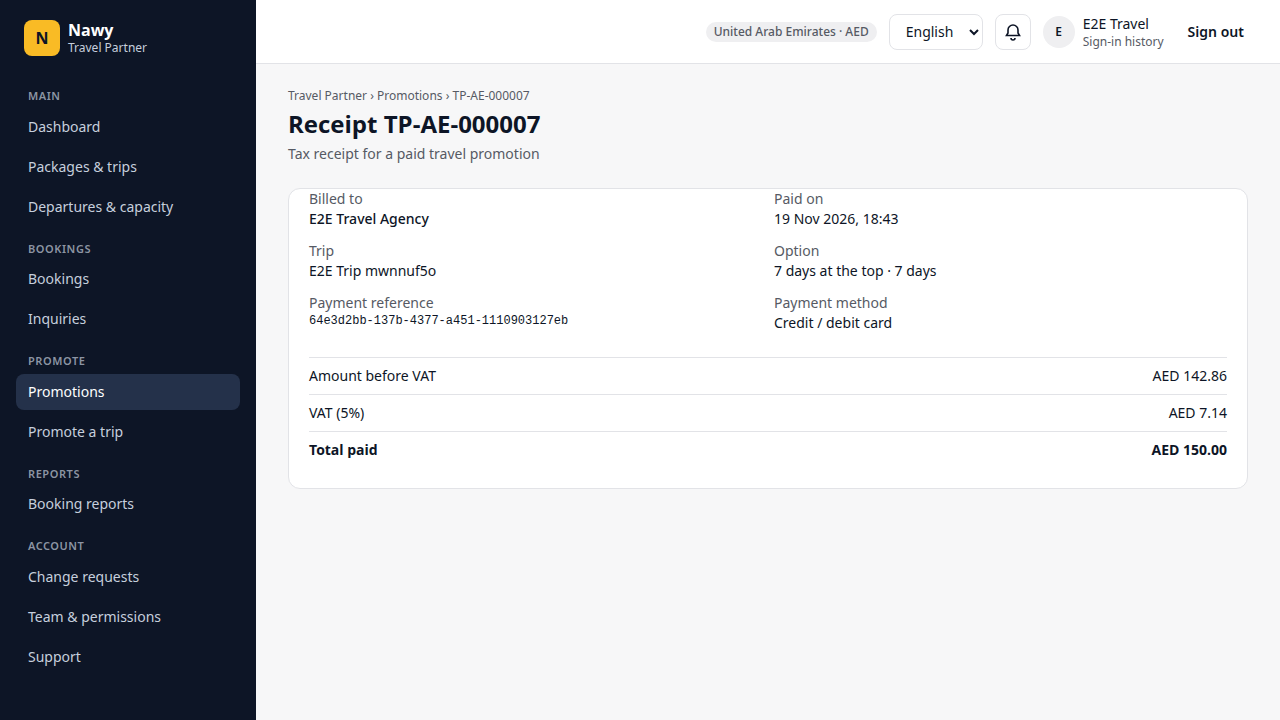 N
Nawy
Travel Partner
MAIN
Dashboard
Packages & trips
Departures & capacity
BOOKINGS
Bookings
Inquiries
PROMOTE
Promotions
Promote a trip
REPORTS
Booking reports
ACCOUNT
Change requests
Team & permissions
Support
United Arab Emirates · AED
English
E
E2E Travel
Sign-in history
Sign out
Travel Partner › Promotions › TP-AE-000007
Receipt TP-AE-000007
Tax receipt for a paid travel promotion
Billed to
E2E Travel Agency
Paid on
19 Nov 2026, 18:43
Trip
E2E Trip mwnnuf5o
Option
7 days at the top · 7 days
Payment reference
64e3d2bb-137b-4377-a451-1110903127eb
Payment method
Credit / debit card
Amount before VAT AED 142.86
VAT (5%) AED 7.14
Total paid AED 150.00